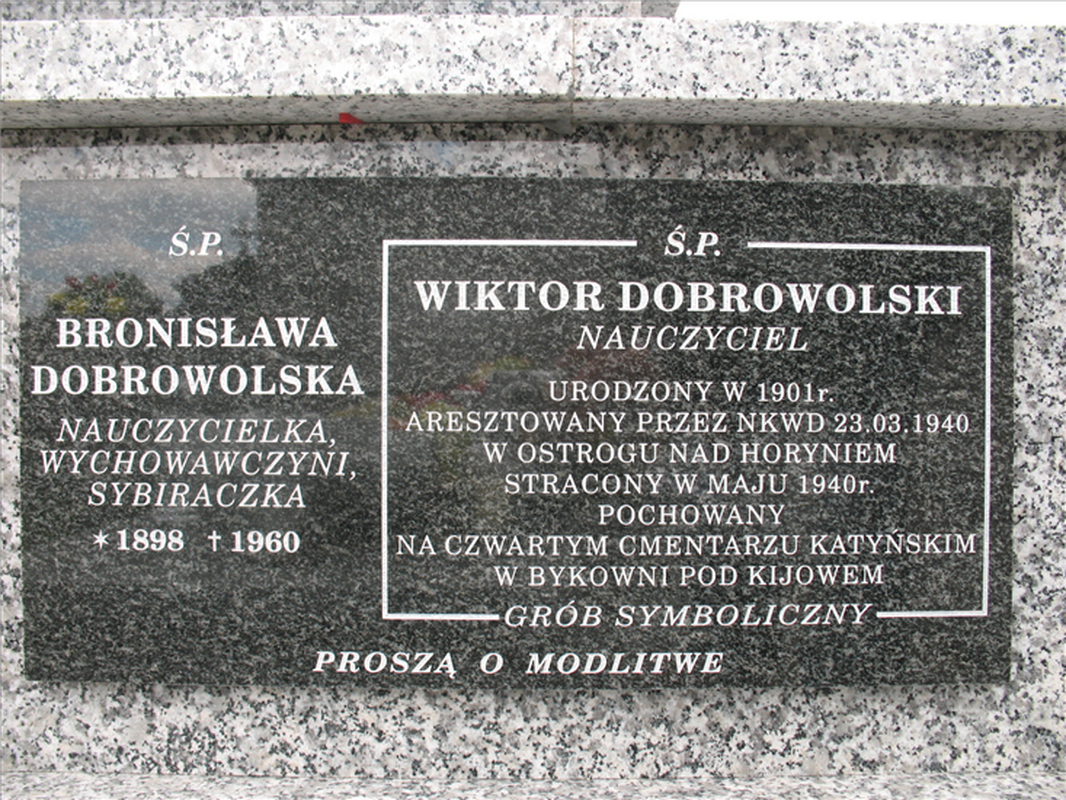 Ś.P.
BRONISŁAWA
DOBROWOLSKA
NAUCZYCIELKA,
WYCHOWAWCZYNI,
SYBIRACZKA
✶1898 †1960
Ś.P.
WIKTOR DOBROWOLSKI
NAUCZYCIEL
URODZONY W 1901r.
ARESZTOWANY PRZEZ NKWD 23.03.1940
W OSTROGU NAD HORYNIEM
STRACONY W MAJU 1940r.
POCHOWANY
NA CZWARTYM CMENTARZU KATYŃSKIM
W BYKOWNI POD KIJOWEM
GRÓB SYMBOLICZNY
PROSZĄ O MODLITWE